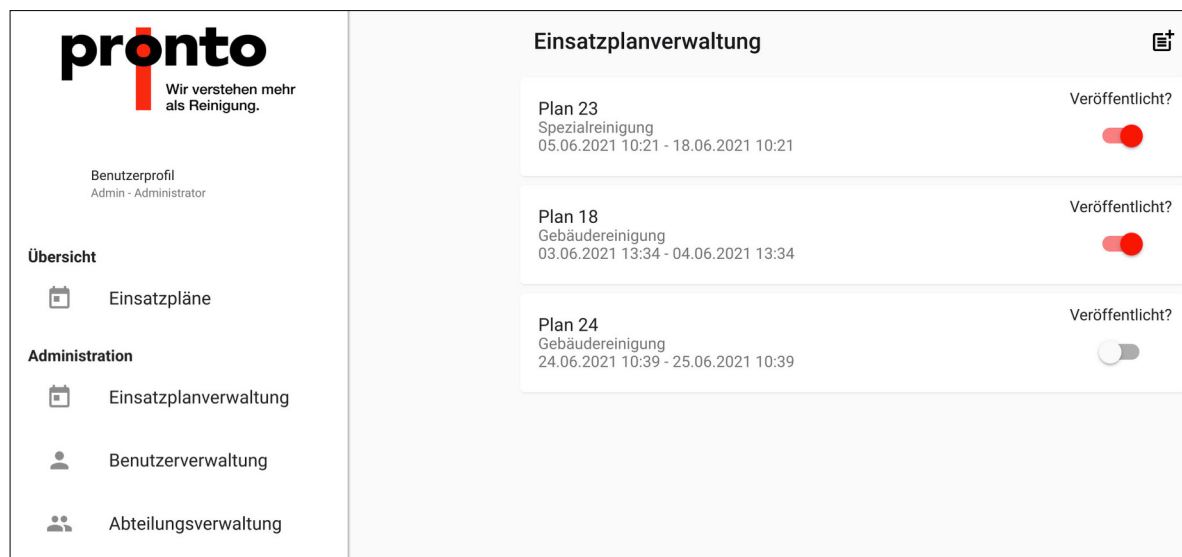 pronto
Wir verstehen mehr
als Reinigung.
Benutzerprofil
Admin - Administrator
Übersicht
Einsatzpläne
Administration
Einsatzplanverwaltung
Benutzerverwaltung
Abteilungsverwaltung
Einsatzplanverwaltung
Plan 23
Spezialreinigung
05.06.2021 10:21 - 18.06.2021 10:21
Veröffentlicht?
Plan 18
Gebäudereinigung
03.06.2021 13:34 - 04.06.2021 13:34
Veröffentlicht?
Plan 24
Gebäudereinigung
24.06.2021 10:39 - 25.06.2021 10:39
Veröffentlicht?